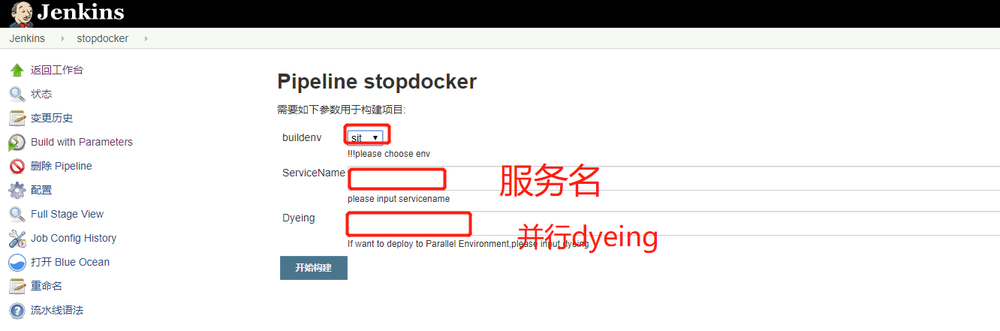 Jenkins
Jenkins stopdocker
返回工作台
状态
变更历史
Build with Parameters
删除 Pipeline
配置
Full Stage View
Job Config History
打开 Blue Ocean
重命名
流水线语法
Pipeline stopdocker
需要如下参数用于构建项目:
buildenv sit
!!!please choose env
ServiceName 服务名
please input servicename
Dyeing 并行dyeing
If want to deploy to Parallel Environment,please input dyeing
开始构建